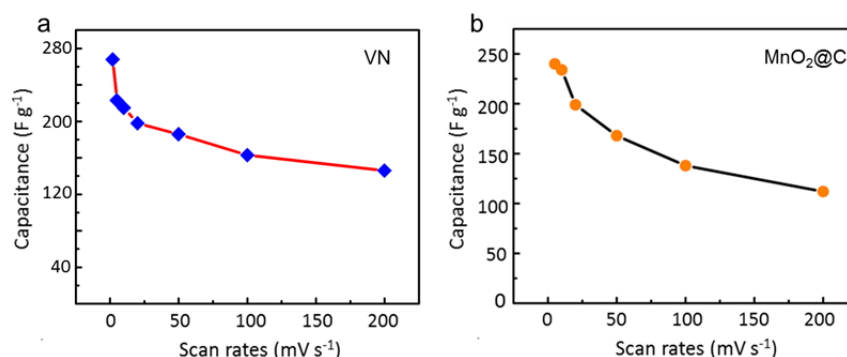 a
VN
280
200
120
40
Capacitance (F g⁻¹)
0 50 100 150 200
Scan rates (mV s⁻¹)
b
MnO₂@C
250
200
150
100
50
0
Capacitance (F g⁻¹)
0 50 100 150 200
Scan rates (mV s⁻¹)